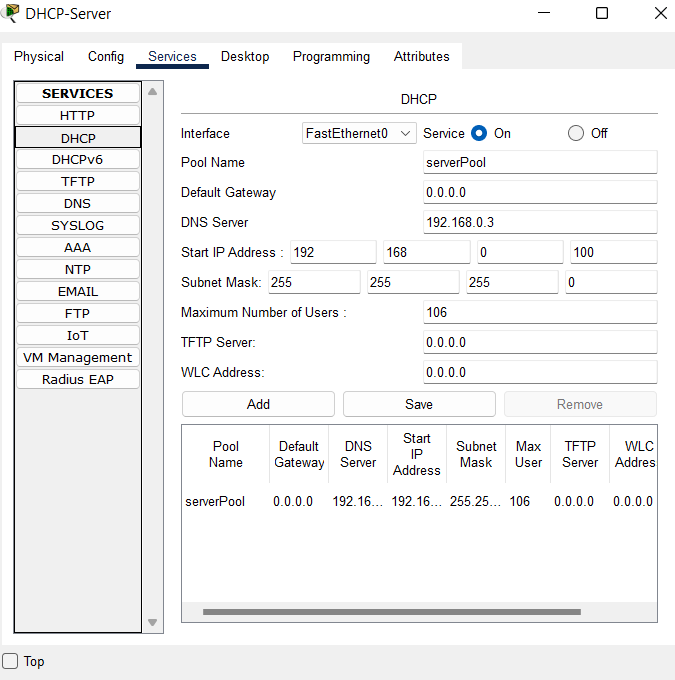 DHCP-Server
Physical Config Services Desktop Programming Attributes
SERVICES
HTTP
DHCP
DHCPv6
TFTP
DNS
SYSLOG
AAA
NTP
EMAIL
FTP
IoT
VM Management
Radius EAP
DHCP
Interface FastEthernet0 Service On Off
Pool Name serverPool
Default Gateway 0.0.0.0
DNS Server 192.168.0.3
Start IP Address : 192 168 0 100
Subnet Mask: 255 255 255 0
Maximum Number of Users : 106
TFTP Server: 0.0.0.0
WLC Address: 0.0.0.0
Add Save Remove
Pool Name Default Gateway DNS Server Start IP Address Subnet Mask Max User TFTP Server WLC Addres
serverPool 0.0.0.0 192.16... 192.16... 255.25... 106 0.0.0.0 0.0.0.0
Top